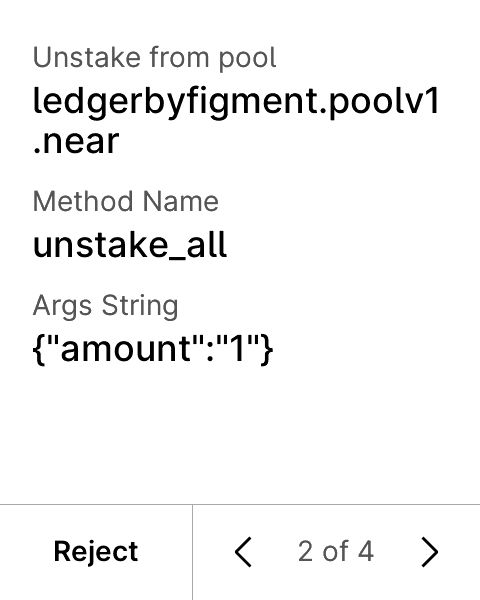 Unstake from pool
ledgerbyfigment.poolv1
.near
Method Name
unstake_all
Args String
{"amount":"1"}
Reject
2 of 4